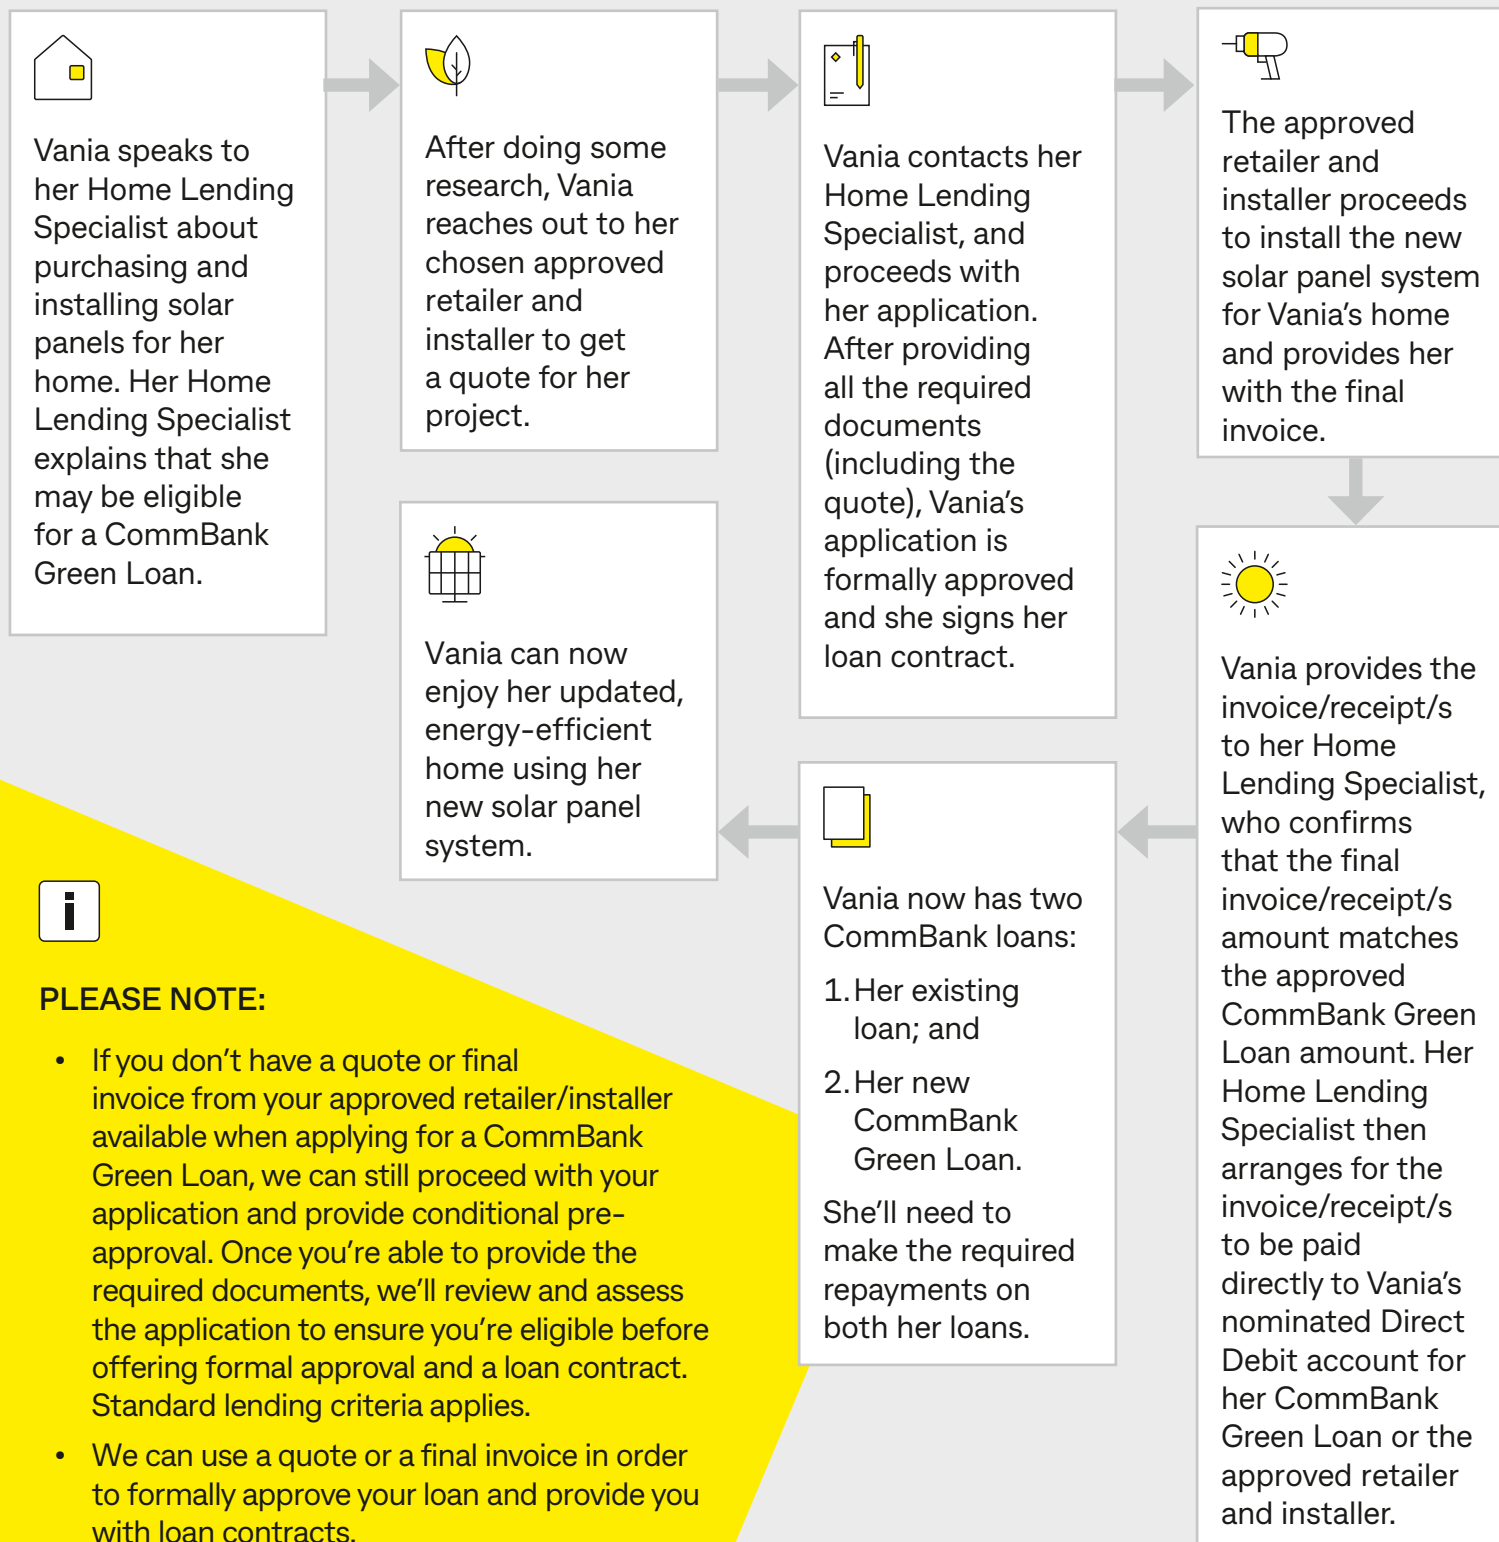 Vania speaks to
her Home Lending
Specialist about
purchasing and
installing solar
panels for her
home. Her Home
Lending Specialist
explains that she
may be eligible
for a CommBank
Green Loan.
After doing some
research, Vania
reaches out to her
chosen approved
retailer and
installer to get
a quote for her
project.
Vania contacts her
Home Lending
Specialist, and
proceeds with
her application.
After providing
all the required
documents
(including the
quote), Vania’s
application is
formally approved
and she signs her
loan contract.
The approved
retailer and
installer proceeds
to install the new
solar panel system
for Vania’s home
and provides her
with the final
invoice.
Vania provides the
invoice/receipt/s
to her Home
Lending Specialist,
who confirms
that the final
invoice/receipt/s
amount matches
the approved
CommBank Green
Loan amount. Her
Home Lending
Specialist then
arranges for the
invoice/receipt/s
to be paid
directly to Vania’s
nominated Direct
Debit account for
her CommBank
Green Loan or the
approved retailer
and installer.
Vania now has two
CommBank loans:
1. Her existing
loan; and
2. Her new
CommBank
Green Loan.
She’ll need to
make the required
repayments on
both her loans.
Vania can now
enjoy her updated,
energy-efficient
home using her
new solar panel
system.
i
PLEASE NOTE:
• If you don’t have a quote or final
invoice from your approved retailer/installer
available when applying for a CommBank
Green Loan, we can still proceed with your
application and provide conditional pre-
approval. Once you’re able to provide the
required documents, we’ll review and assess
the application to ensure you’re eligible before
offering formal approval and a loan contract.
Standard lending criteria applies.
• We can use a quote or a final invoice in order
to formally approve your loan and provide you
with loan contracts.